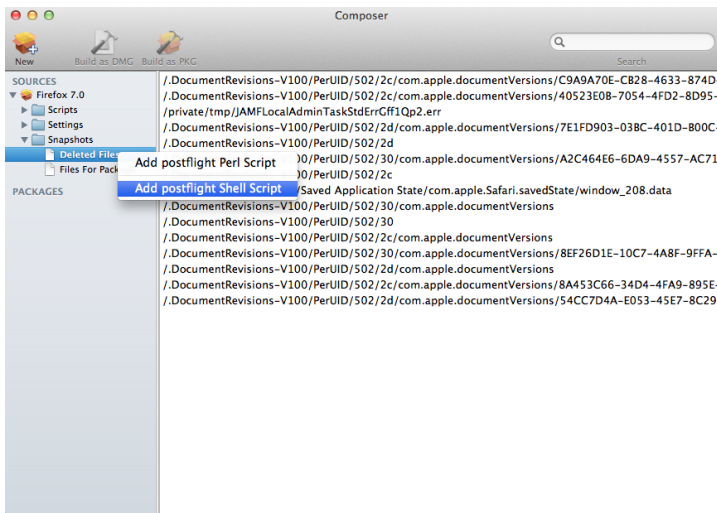 Composer
New
Build as DMG
Build as PKG
Search
SOURCES
Firefox 7.0
Scripts
Settings
Snapshots
Deleted Files
Files For Pack
PACKAGES
Add postflight Perl Script
Add postflight Shell Script
/.DocumentRevisions-V100/PerUID/502/2c/com.apple.documentVersions/C9A9A70E-CB28-4633-874D
/.DocumentRevisions-V100/PerUID/502/2c/com.apple.documentVersions/40523E0B-7054-4FD2-8D95-
/private/tmp/JAMFLocalAdminTaskStdErrGff1Qp2.err
/.DocumentRevisions-V100/PerUID/502/2d/com.apple.documentVersions/7E1FD903-03BC-401D-B00C-
/.DocumentRevisions-V100/PerUID/502/2d
00/PerUID/502/30/com.apple.documentVersions/A2C464E6-6DA9-4557-AC71
00/PerUID/502/2c
/Saved Application State/com.apple.Safari.savedState/window_208.data
/.DocumentRevisions-V100/PerUID/502/30/com.apple.documentVersions
/.DocumentRevisions-V100/PerUID/502/30
/.DocumentRevisions-V100/PerUID/502/2c/com.apple.documentVersions
/.DocumentRevisions-V100/PerUID/502/30/com.apple.documentVersions/8EF26D1E-10C7-4A8F-9FFA-
/.DocumentRevisions-V100/PerUID/502/2d/com.apple.documentVersions
/.DocumentRevisions-V100/PerUID/502/2c/com.apple.documentVersions/8A453C66-34D4-4FA9-895E-
/.DocumentRevisions-V100/PerUID/502/2d/com.apple.documentVersions/54CC7D4A-E053-45E7-8C29